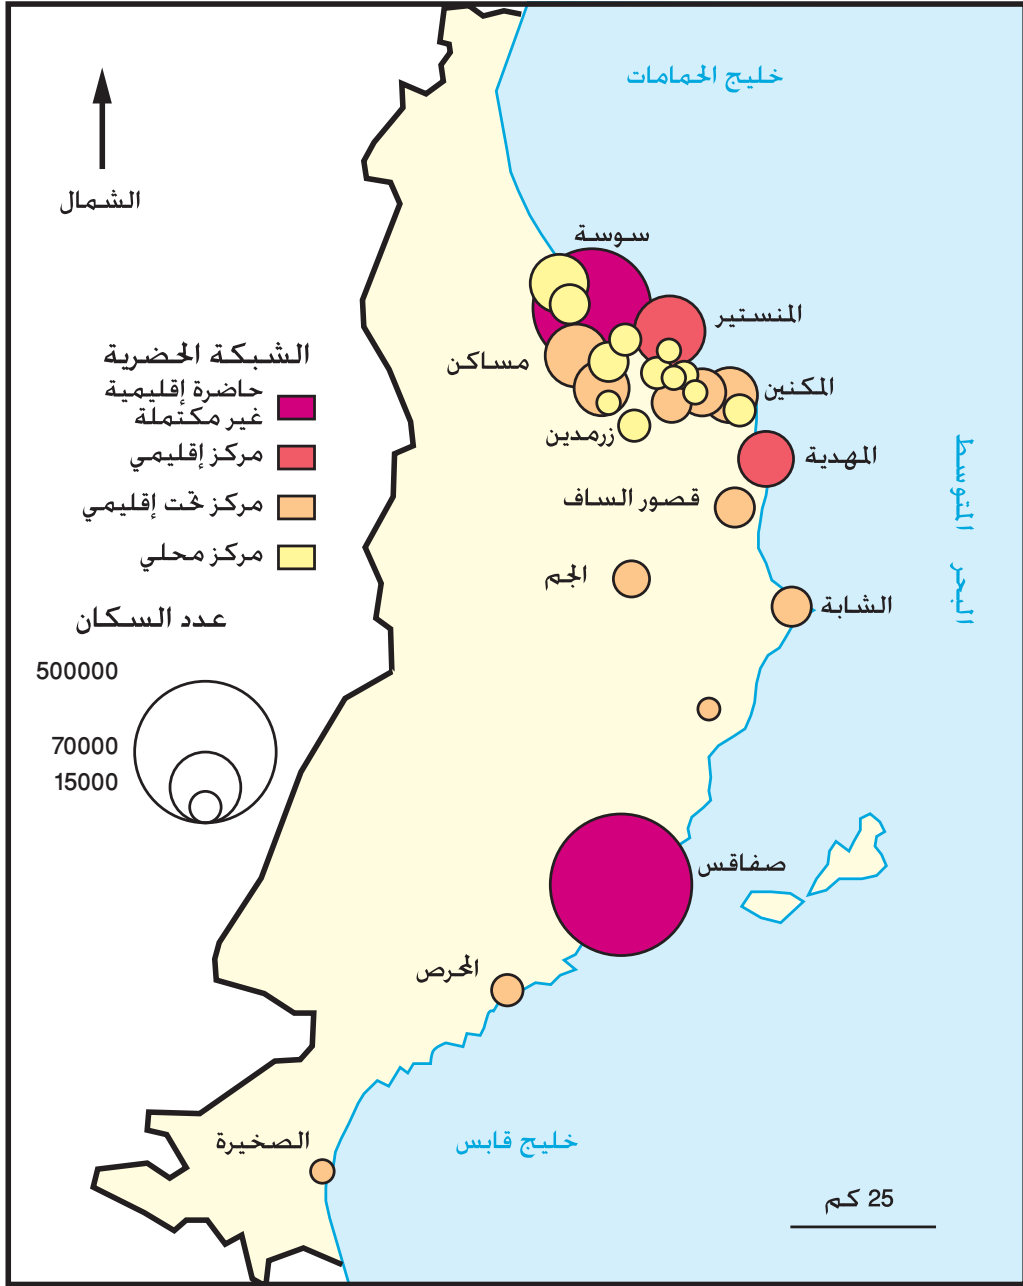 خليج الحمامات
الشمال
سوسة
المنستير
مساكن
المكنين
زرمدين
المهدية
قصور الساف
الجم
الشابة
صفاقس
المحرص
الصخيرة
خليج قابس
البحر المتوسط
الشبكة الحضرية
حاضرة إقليمية
غير مكتملة
مركز إقليمي
مركز تحت إقليمي
مركز محلي
عدد السكان
500000
70000
15000
25 كم